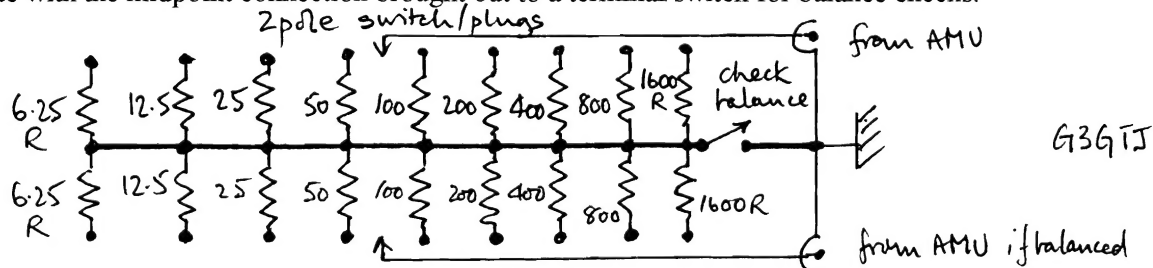 2pole switch/plugs
from AMU
6.25 R
12.5
25
50
100
200
400
800
1600 R
check balance
G3GTJ
6.25 R
12.5
25
50
100
200
400
800
1600R
from AMU if balanced